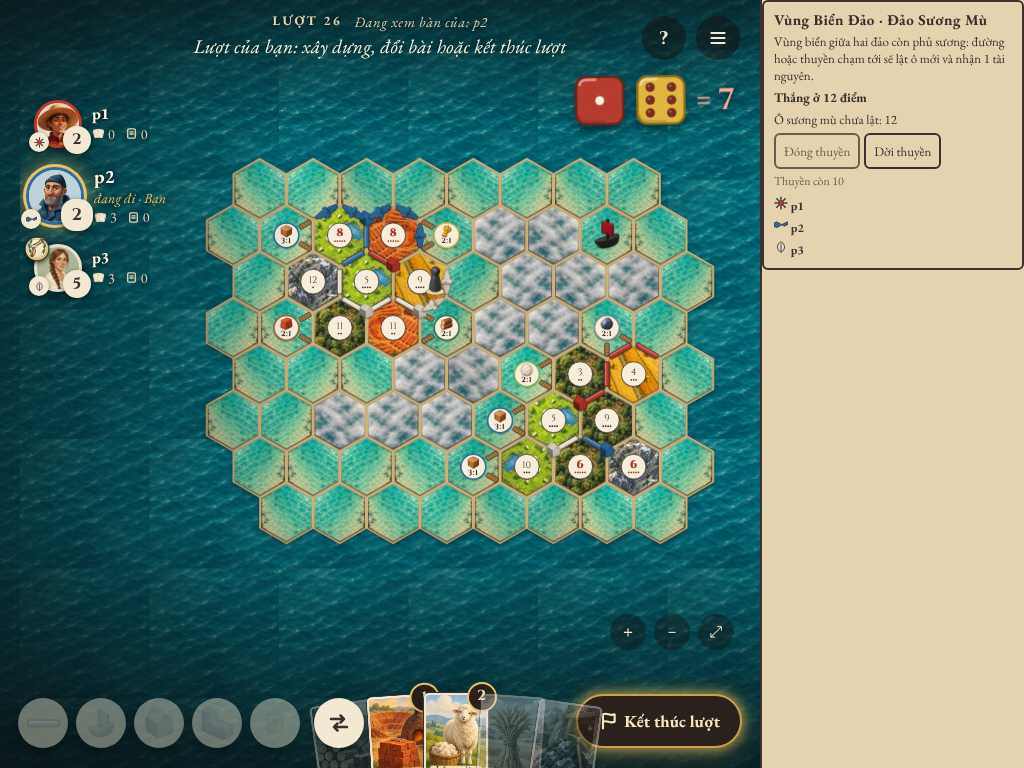 LƯỢT 26 Đang xem bàn của: p2
Lượt của bạn: xây dựng, đổi bài hoặc kết thúc lượt
?
= 7
p1
2
0 0
p2
đang đi · Bạn
2
3 0
p3
5
3 0
3:1
8
8
2:1
12
5
9
2:1
11
11
2:1
2:1
2:1
3
4
3:1
5
9
3:1
10
6
6
+
−
2
Kết thúc lượt
Vùng Biển Đảo · Đảo Sương Mù
Vùng biển giữa hai đảo còn phủ sương: đường
hoặc thuyền chạm tới sẽ lật ô mới và nhận 1 tài
nguyên.
Thắng ở 12 điểm
Ô sương mù chưa lật: 12
Đóng thuyền Dời thuyền
Thuyền còn 10
p1
p2
p3